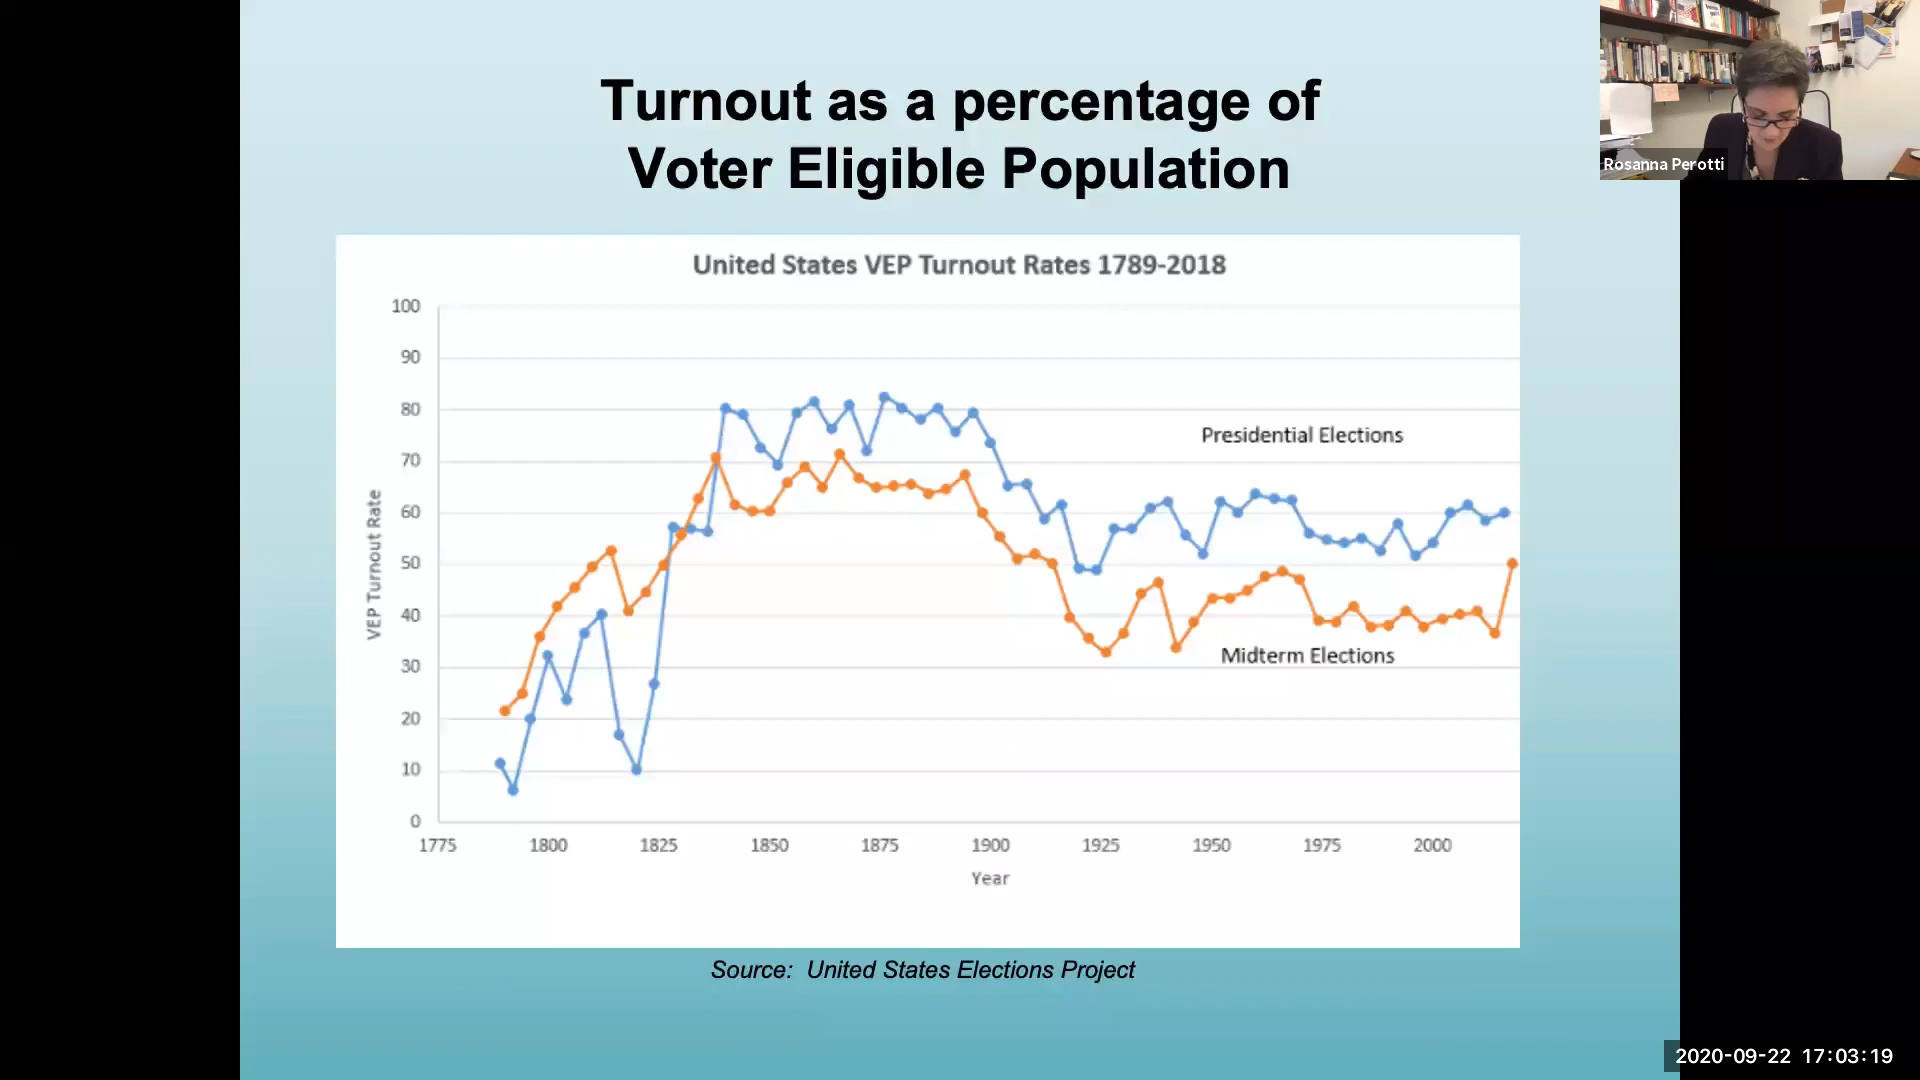 Turnout as a percentage of
Voter Eligible Population
Rosanna Perotti
United States VEP Turnout Rates 1789-2018
100
90
80
70
60
50
40
30
20
10
0
VEP Turnout Rate
Presidential Elections
Midterm Elections
1775 1800 1825 1850 1875 1900 1925 1950 1975 2000
Year
Source: United States Elections Project
2020-09-22 17:03:19